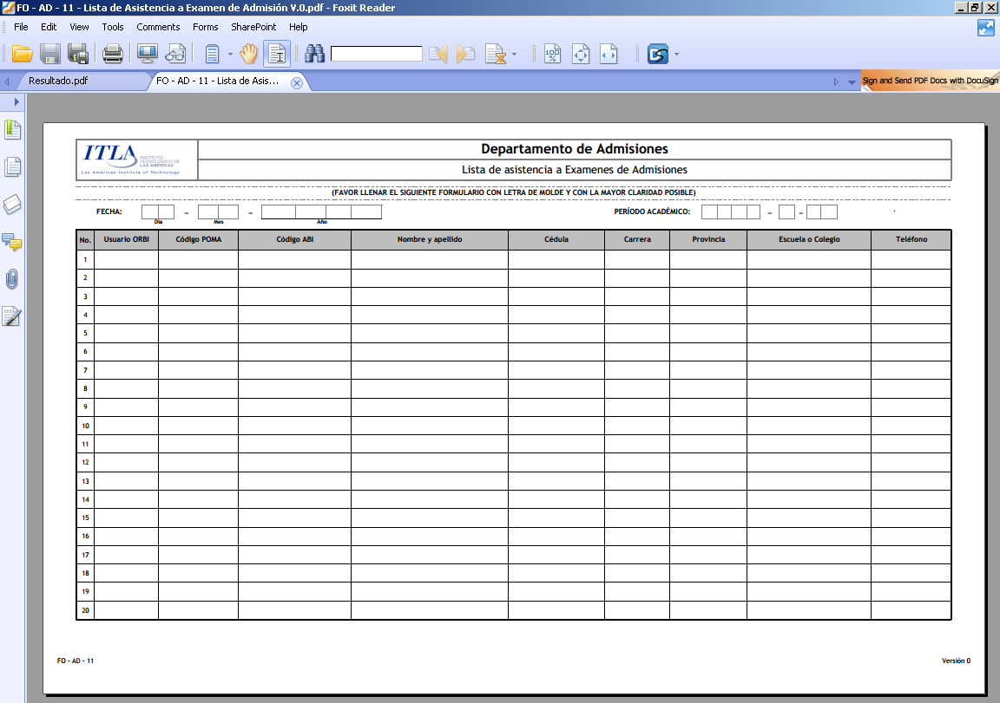 FO - AD - 11 - Lista de Asistencia a Examen de Admisión V.0.pdf - Foxit Reader
File Edit View Tools Comments Forms SharePoint Help
Resultado.pdf
FO - AD - 11 - Lista de Asis...
Sign and Send PDF Docs with DocuSign
ITLA
INSTITUTO
TECNOLÓGICO DE
LAS AMÉRICAS
Las Americas Institute of Technology
Departamento de Admisiones
Lista de asistencia a Examenes de Admisiones
(FAVOR LLENAR EL SIGUIENTE FORMULARIO CON LETRA DE MOLDE Y CON LA MAYOR CLARIDAD POSIBLE)
FECHA: – – PERÍODO ACADÉMICO: – –
Día Mes Año
No. Usuario ORBI Código POMA Código ABI Nombre y apellido Cédula Carrera Provincia Escuela o Colegio Teléfono
1
2
3
4
5
6
7
8
9
10
11
12
13
14
15
16
17
18
19
20
FO - AD - 11 Versión 0